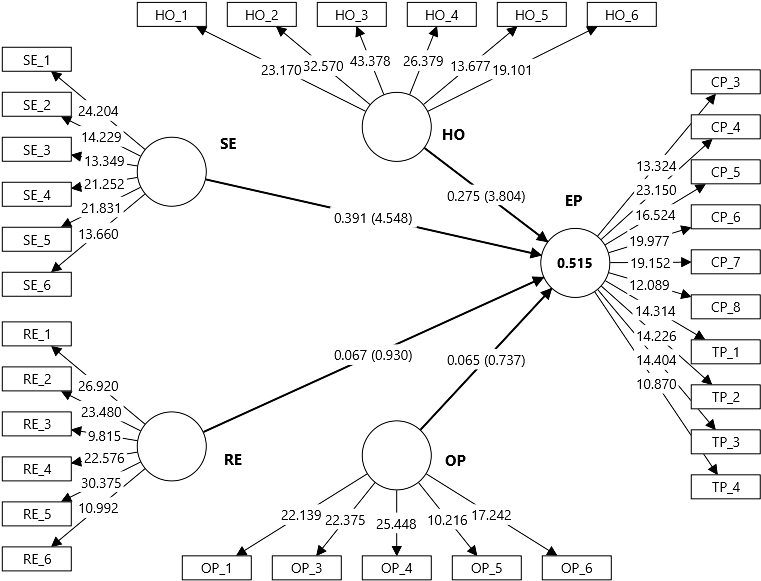 HO_1
HO_2
HO_3
HO_4
HO_5
HO_6
23.170
32.570
43.378
26.379
13.677
19.101
HO
SE_1
SE_2
SE_3
SE_4
SE_5
SE_6
24.204
14.229
13.349
21.252
21.831
13.660
SE
0.391 (4.548)
0.275 (3.804)
EP
0.515
CP_3
CP_4
CP_5
CP_6
CP_7
CP_8
TP_1
TP_2
TP_3
TP_4
13.324
23.150
16.524
19.977
19.152
12.089
14.314
14.226
14.404
10.870
RE_1
RE_2
RE_3
RE_4
RE_5
RE_6
26.920
23.480
9.815
22.576
30.375
10.992
RE
0.067 (0.930)
0.065 (0.737)
OP
22.139
22.375
25.448
10.216
17.242
OP_1
OP_3
OP_4
OP_5
OP_6